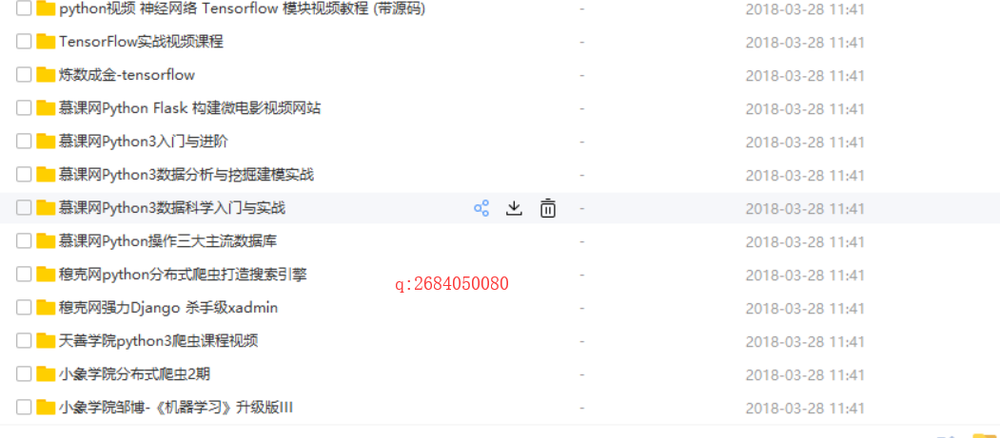 python视频 神经网络 Tensorflow 模块视频教程 (带源码) - 2018-03-28 11:41
TensorFlow实战视频课程 - 2018-03-28 11:41
炼数成金-tensorflow - 2018-03-28 11:41
慕课网Python Flask 构建微电影视频网站 - 2018-03-28 11:41
慕课网Python3入门与进阶 - 2018-03-28 11:41
慕课网Python3数据分析与挖掘建模实战 - 2018-03-28 11:41
慕课网Python3数据科学入门与实战 - 2018-03-28 11:41
慕课网Python操作三大主流数据库 - 2018-03-28 11:41
穆克网python分布式爬虫打造搜索引擎 - 2018-03-28 11:41
q:2684050080
穆克网强力Django 杀手级xadmin - 2018-03-28 11:41
天善学院python3爬虫课程视频 - 2018-03-28 11:41
小象学院分布式爬虫2期 - 2018-03-28 11:41
小象学院邹博-《机器学习》升级版III - 2018-03-28 11:41